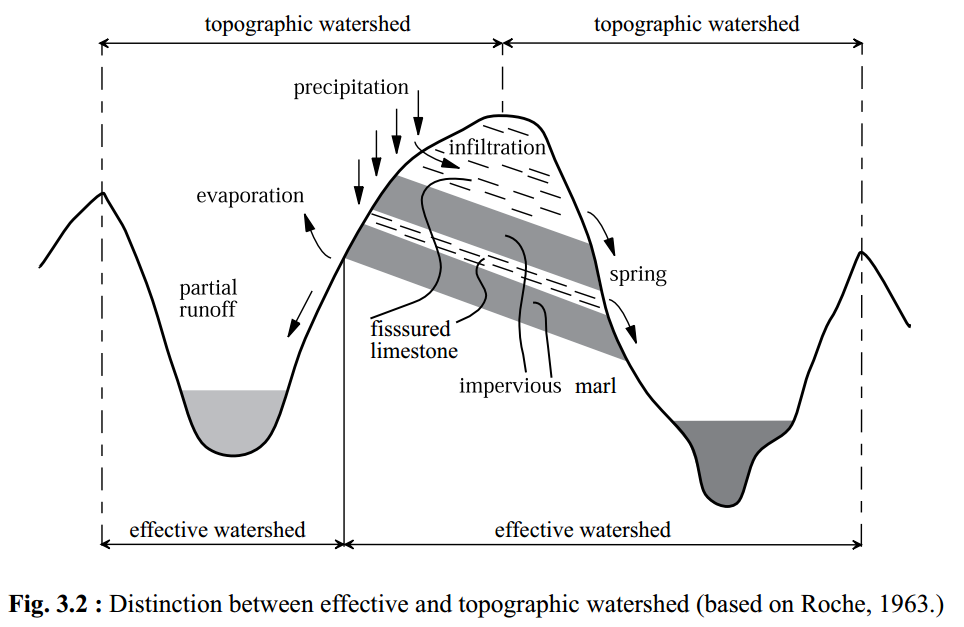 topographic watershed
topographic watershed
precipitation
infiltration
evaporation
spring
partial
runoff
fisssured
limestone
impervious marl
effective watershed
effective watershed
Fig. 3.2 : Distinction between effective and topographic watershed (based on Roche, 1963.)